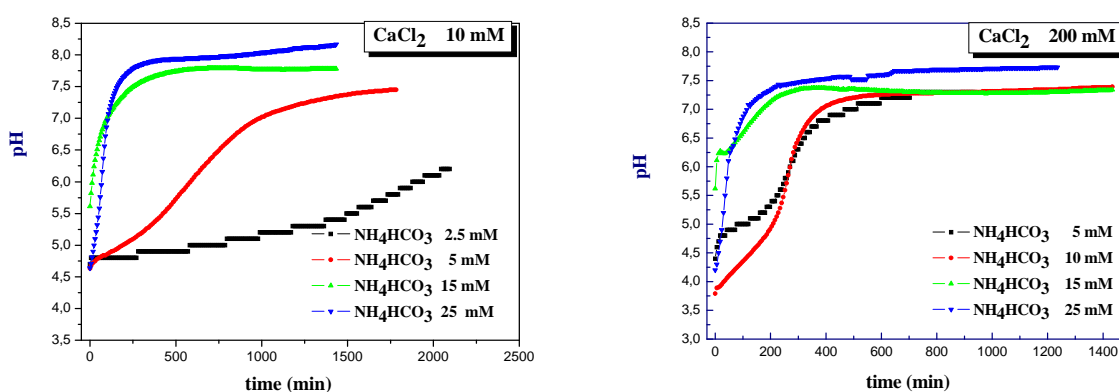 CaCl2 10 mM
pH
8,5
8,0
7,5
7,0
6,5
6,0
5,5
5,0
4,5
4,0
3,5
NH4HCO3 2.5 mM
NH4HCO3 5 mM
NH4HCO3 15 mM
NH4HCO3 25 mM
0 500 1000 1500 2000 2500
time (min)
CaCl2 200 mM
pH
8,5
8,0
7,5
7,0
6,5
6,0
5,5
5,0
4,5
4,0
3,5
3,0
NH4HCO3 5 mM
NH4HCO3 10 mM
NH4HCO3 15 mM
NH4HCO3 25 mM
0 200 400 600 800 1000 1200 1400
time (min)